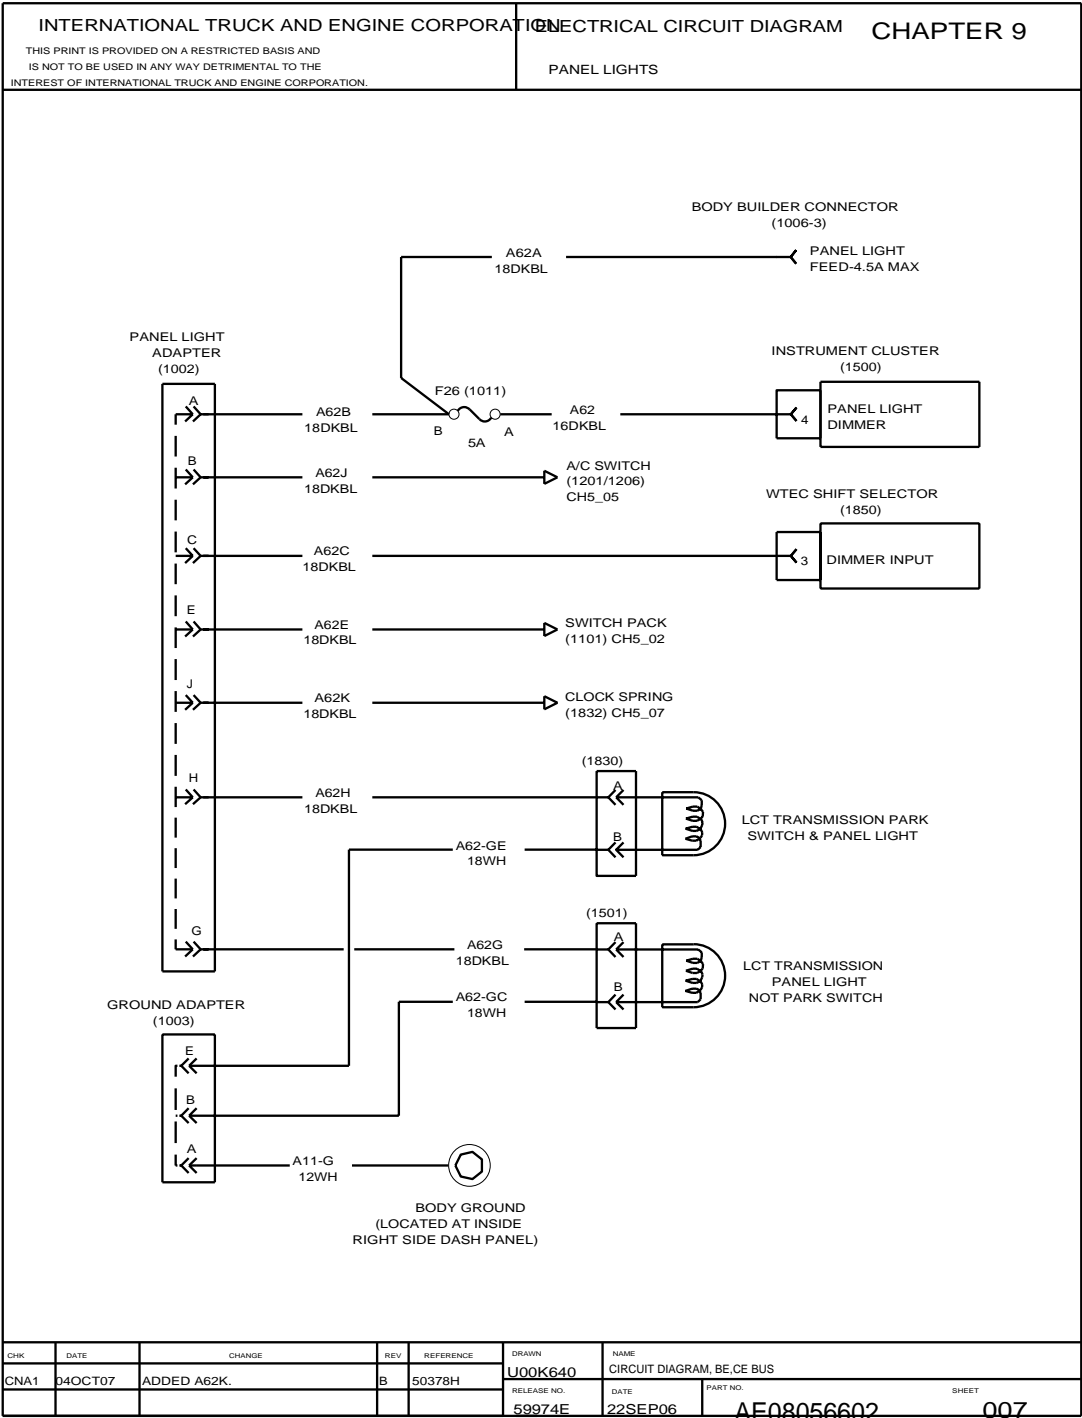 INTERNATIONAL TRUCK AND ENGINE CORPORATION
THIS PRINT IS PROVIDED ON A RESTRICTED BASIS AND
IS NOT TO BE USED IN ANY WAY DETRIMENTAL TO THE
INTEREST OF INTERNATIONAL TRUCK AND ENGINE CORPORATION.
ELECTRICAL CIRCUIT DIAGRAM
CHAPTER 9
PANEL LIGHTS
BODY BUILDER CONNECTOR
(1006-3)
A62A
18DKBL
PANEL LIGHT
FEED-4.5A MAX
PANEL LIGHT
ADAPTER
(1002)
INSTRUMENT CLUSTER
(1500)
A
A62B
18DKBL
F26 (1011)
B
5A
A
A62
16DKBL
4
PANEL LIGHT
DIMMER
B
A62J
18DKBL
A/C SWITCH
(1201/1206)
CH5_05
WTEC SHIFT SELECTOR
(1850)
C
A62C
18DKBL
3
DIMMER INPUT
E
A62E
18DKBL
SWITCH PACK
(1101) CH5_02
J
A62K
18DKBL
CLOCK SPRING
(1832) CH5_07
(1830)
H
A62H
18DKBL
A
B
LCT TRANSMISSION PARK
SWITCH & PANEL LIGHT
A62-GE
18WH
(1501)
G
A62G
18DKBL
A
B
LCT TRANSMISSION
PANEL LIGHT
NOT PARK SWITCH
A62-GC
18WH
GROUND ADAPTER
(1003)
E
B
A
A11-G
12WH
BODY GROUND
(LOCATED AT INSIDE
RIGHT SIDE DASH PANEL)
CHK DATE CHANGE REV REFERENCE
CNA1 04OCT07 ADDED A62K. B 50378H
DRAWN
U00K640
NAME
CIRCUIT DIAGRAM, BE,CE BUS
RELEASE NO.
59974E
DATE
22SEP06
PART NO.
AE08056602
SHEET
007